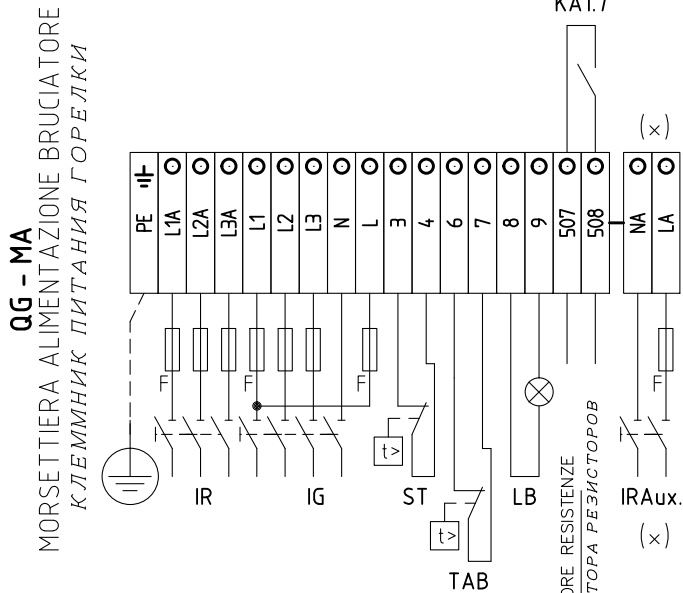 QG - MA
MORSETTIERA ALIMENTAZIONE BRUCIATORE
КЛЕММНИК ПИТАНИЯ ГОРЕЛКИ
KA1.7
(x)
PE
L1A
L2A
L3A
L1
L2
L3
N
L
3
4
6
7
8
9
507
508
NA
LA
F
F
F
F
t>
t>
IR
IG
ST
TAB
LB
ORE RESISTENZE
ТОРА РЕЗИСТОРОВ
IRAux.
(x)